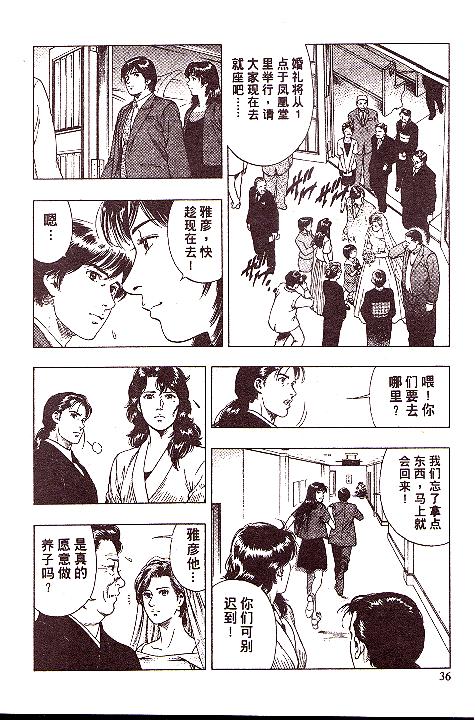 婚礼将从１
点于凤凰堂
里举行，请
大家现在去
就座吧……
雅彦，快
趁现在去！
嗯…
喂！你
们要去
哪里？
我们忘了拿点
东西，马上就
会回来！
你们可别
迟到！
雅彦他…
是真的
愿意做
养子吗？
36